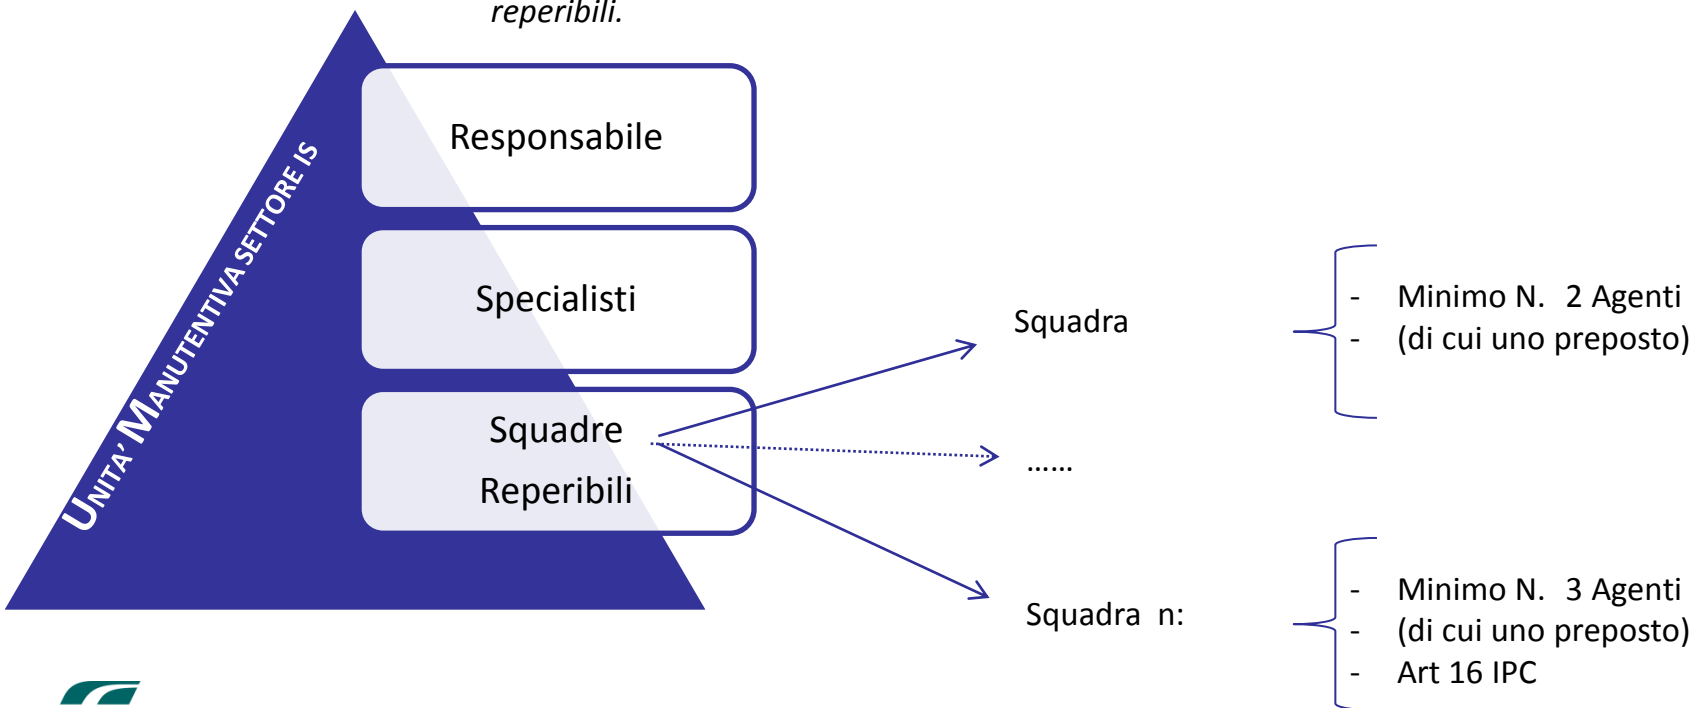 reperibili.
UNITA’ MANUTENTIVA SETTORE IS
Responsabile
Specialisti
Squadre
Reperibili
Squadra
- Minimo N. 2 Agenti
- (di cui uno preposto)
......
Squadra n:
- Minimo N. 3 Agenti
- (di cui uno preposto)
- Art 16 IPC